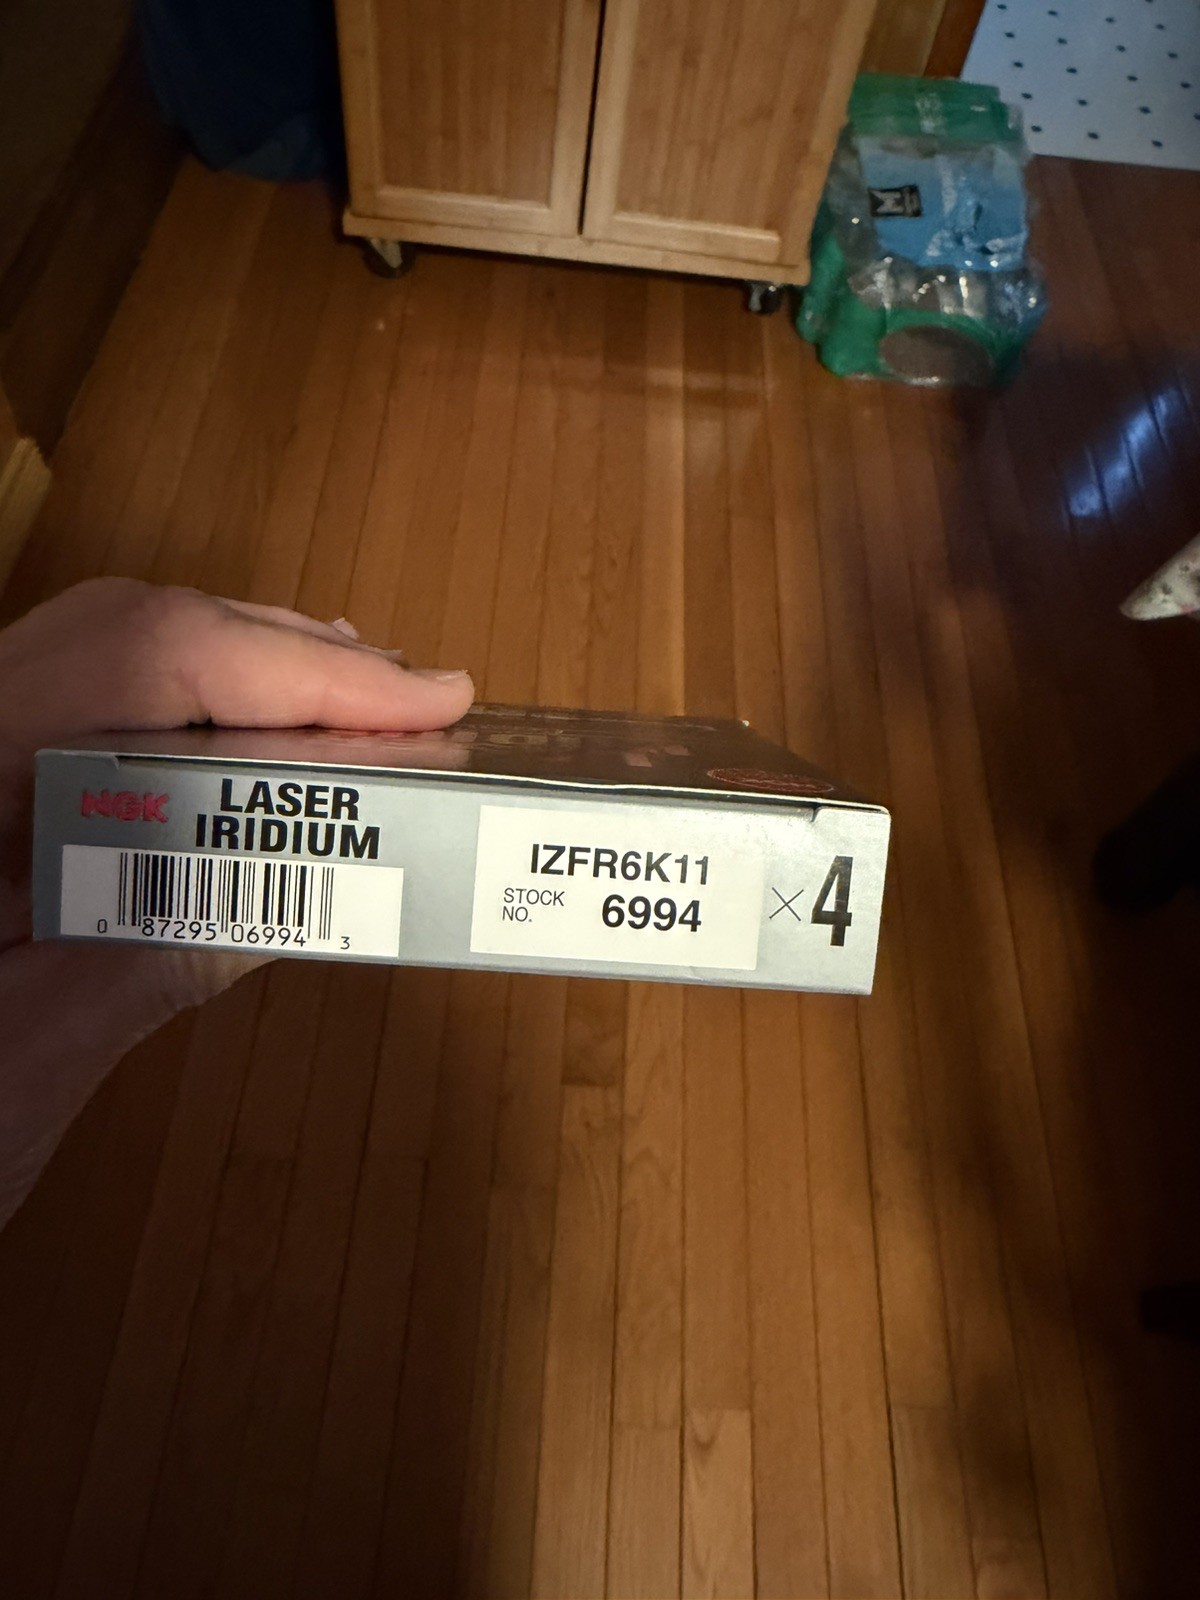 NGK
LASER
IRIDIUM
0 87295 06994 3
IZFR6K11
STOCK
NO.
6994
×4